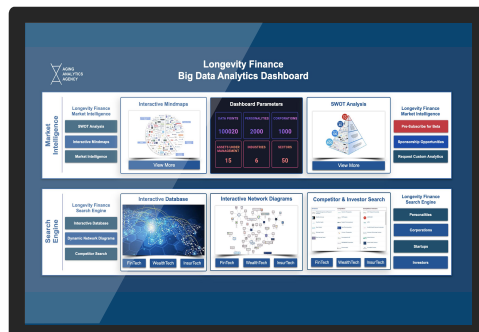 AGING
ANALYTICS
AGENCY
Longevity Finance
Big Data Analytics Dashboard
Market
Intelligence
Longevity Finance
Market Intelligence
SWOT Analysis
Interactive Mindmaps
Market Intelligence
Interactive Mindmaps
View More
Dashboard Parameters
DATA POINTS
PERSONALITIES
CORPORATIONS
100020
2000
1000
ASSETS UNDER
MANAGEMENT
INDUSTRIES
SECTORS
15
6
50
SWOT Analysis
View More
Longevity Finance
Market Intelligence
Pre-Subscribe for Beta
Sponsorship Opportunities
Request Custom Analytics
Search
Engine
Longevity Finance
Search Engine
Interactive Database
Dynamic Network Diagrams
Competitor Search
Interactive Database
FinTech
WealthTech
InsurTech
Interactive Network Diagrams
FinTech
WealthTech
InsurTech
Competitor & Investor Search
FinTech
WealthTech
InsurTech
Longevity Finance
Search Engine
Personalities
Corporations
Startups
Investors